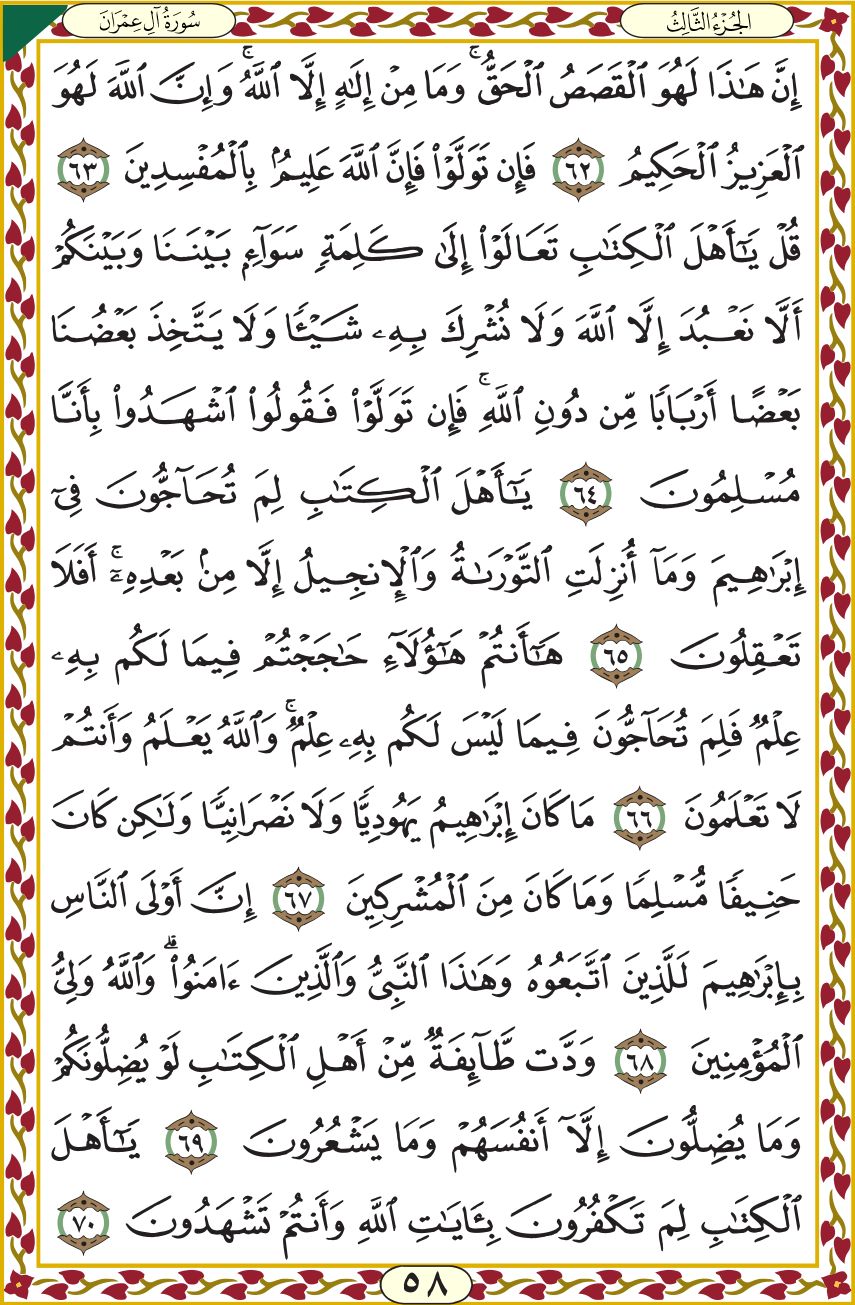 الجُزْءُ الثَّالِثُ
سُورَةُ آلِ عِمْرَانَ
إِنَّ هَٰذَا لَهُوَ ٱلْقَصَصُ ٱلْحَقُّ ۚ وَمَا مِنْ إِلَٰهٍ إِلَّا ٱللَّهُ ۚ وَإِنَّ ٱللَّهَ لَهُوَ
ٱلْعَزِيزُ ٱلْحَكِيمُ ٦٢ فَإِن تَوَلَّوْا۟ فَإِنَّ ٱللَّهَ عَلِيمٌۢ بِٱلْمُفْسِدِينَ ٦٣
قُلْ يَٰٓأَهْلَ ٱلْكِتَٰبِ تَعَالَوْا۟ إِلَىٰ كَلِمَةٍ سَوَآءٍۭ بَيْنَنَا وَبَيْنَكُمْ
أَلَّا نَعْبُدَ إِلَّا ٱللَّهَ وَلَا نُشْرِكَ بِهِۦ شَيْـًٔا وَلَا يَتَّخِذَ بَعْضُنَا
بَعْضًا أَرْبَابًا مِّن دُونِ ٱللَّهِ ۚ فَإِن تَوَلَّوْا۟ فَقُولُوا۟ ٱشْهَدُوا۟ بِأَنَّا
مُسْلِمُونَ ٦٤ يَٰٓأَهْلَ ٱلْكِتَٰبِ لِمَ تُحَآجُّونَ فِىٓ
إِبْرَٰهِيمَ وَمَآ أُنزِلَتِ ٱلتَّوْرَىٰةُ وَٱلْإِنجِيلُ إِلَّا مِنۢ بَعْدِهِۦٓ ۚ أَفَلَا
تَعْقِلُونَ ٦٥ هَٰٓأَنتُمْ هَٰٓؤُلَآءِ حَٰجَجْتُمْ فِيمَا لَكُم بِهِۦ
عِلْمٌ فَلِمَ تُحَآجُّونَ فِيمَا لَيْسَ لَكُم بِهِۦ عِلْمٌ ۚ وَٱللَّهُ يَعْلَمُ وَأَنتُمْ
لَا تَعْلَمُونَ ٦٦ مَا كَانَ إِبْرَٰهِيمُ يَهُودِيًّا وَلَا نَصْرَانِيًّا وَلَٰكِن كَانَ
حَنِيفًا مُّسْلِمًا وَمَا كَانَ مِنَ ٱلْمُشْرِكِينَ ٦٧ إِنَّ أَوْلَى ٱلنَّاسِ
بِإِبْرَٰهِيمَ لَلَّذِينَ ٱتَّبَعُوهُ وَهَٰذَا ٱلنَّبِىُّ وَٱلَّذِينَ ءَامَنُوا۟ ۗ وَٱللَّهُ وَلِىُّ
ٱلْمُؤْمِنِينَ ٦٨ وَدَّت طَّآئِفَةٌ مِّنْ أَهْلِ ٱلْكِتَٰبِ لَوْ يُضِلُّونَكُمْ
وَمَا يُضِلُّونَ إِلَّآ أَنفُسَهُمْ وَمَا يَشْعُرُونَ ٦٩ يَٰٓأَهْلَ
ٱلْكِتَٰبِ لِمَ تَكْفُرُونَ بِـَٔايَٰتِ ٱللَّهِ وَأَنتُمْ تَشْهَدُونَ ٧٠
٥٨